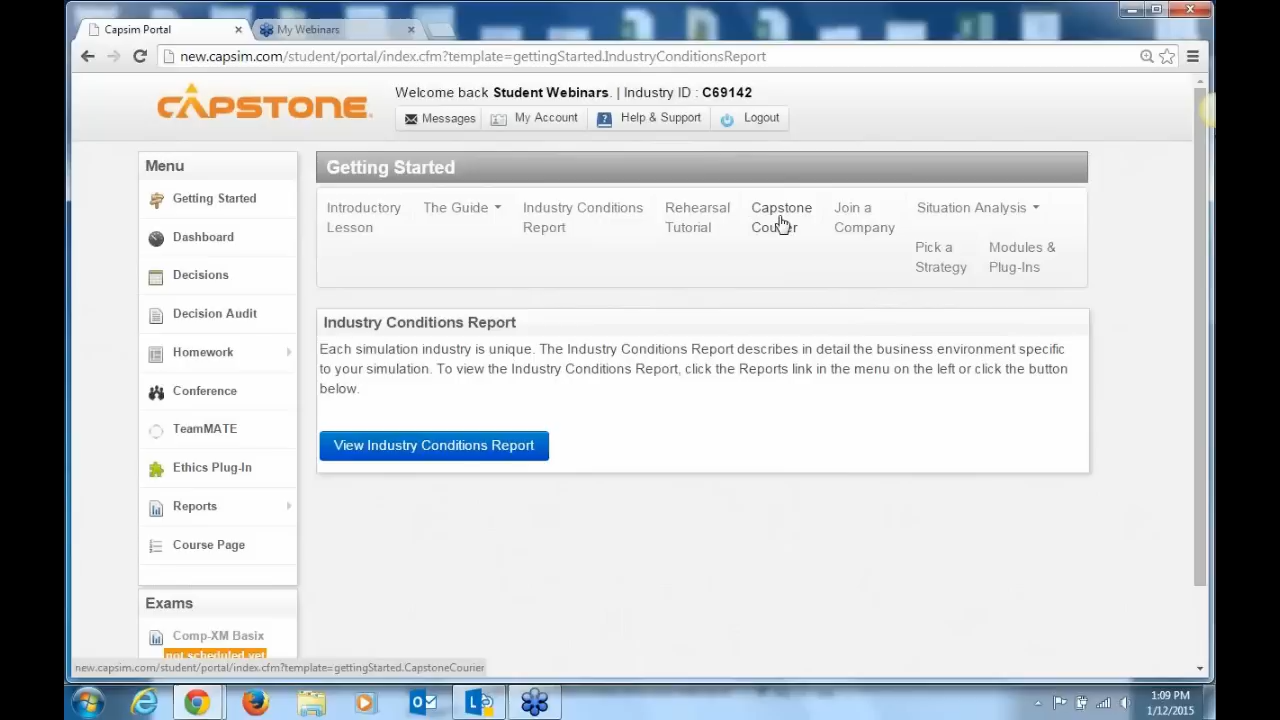 Capsim Portal
My Webinars
new.capsim.com/student/portal/index.cfm?template=gettingStarted.IndustryConditionsReport
CAPSTONE
Welcome back Student Webinars. | Industry ID : C69142
Messages
My Account
Help & Support
Logout
Menu
Getting Started
Dashboard
Decisions
Decision Audit
Homework
Conference
TeamMATE
Ethics Plug-In
Reports
Course Page
Exams
Comp-XM Basix
not scheduled yet
Getting Started
Introductory
Lesson
The Guide
Industry Conditions
Report
Rehearsal
Tutorial
Capstone
Courier
Join a
Company
Situation Analysis
Pick a
Strategy
Modules &
Plug-Ins
Industry Conditions Report
Each simulation industry is unique. The Industry Conditions Report describes in detail the business environment specific
to your simulation. To view the Industry Conditions Report, click the Reports link in the menu on the left or click the button
below.
View Industry Conditions Report
new.capsim.com/student/portal/index.cfm?template=gettingStarted.CapstoneCourier
1:09 PM
1/12/2015